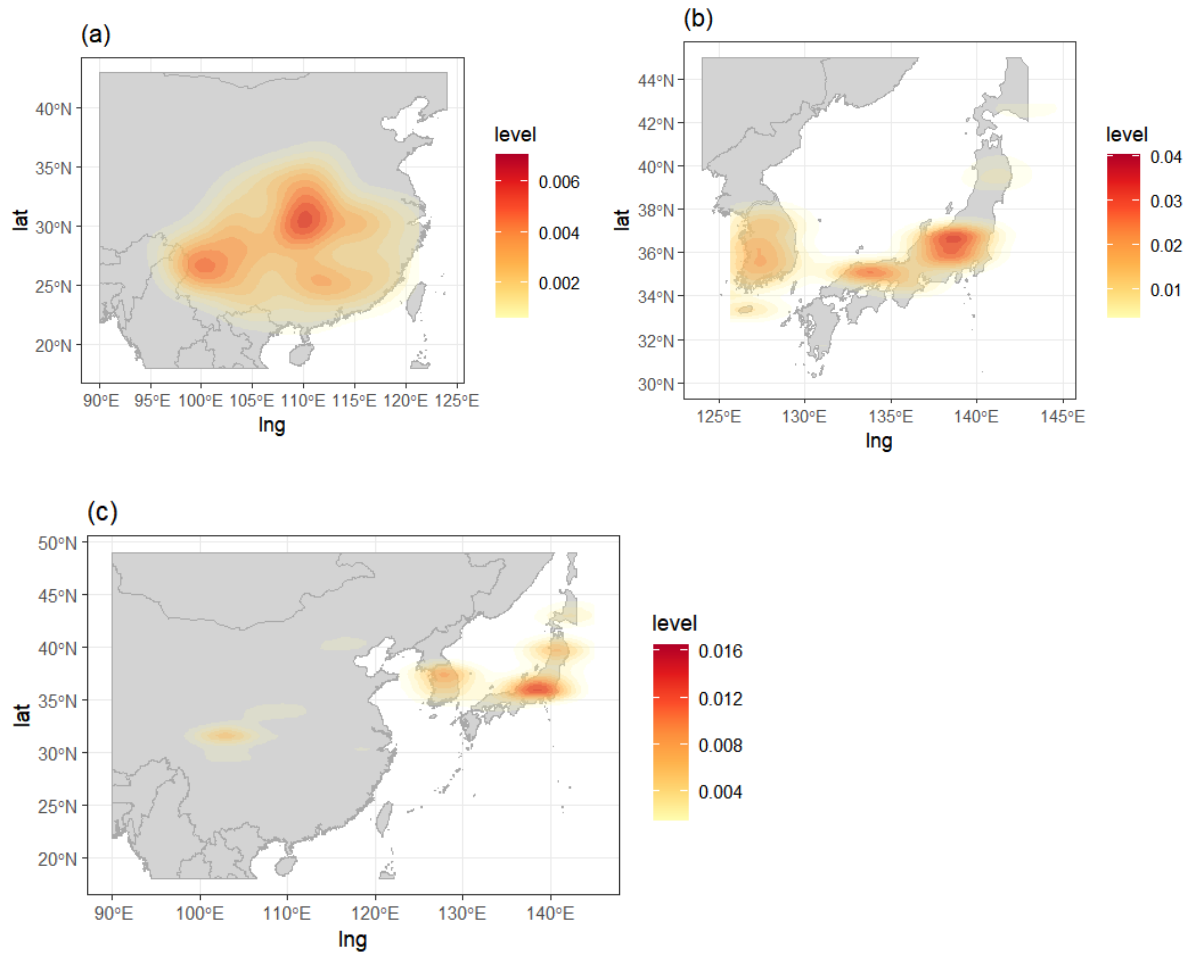 (a)
lat
40°N
35°N
30°N
25°N
20°N
90°E 95°E 100°E 105°E 110°E 115°E 120°E 125°E
lng
level
0.006
0.004
0.002
(b)
lat
44°N
42°N
40°N
38°N
36°N
34°N
32°N
30°N
125°E 130°E 135°E 140°E 145°E
lng
level
0.04
0.03
0.02
0.01
(c)
lat
50°N
45°N
40°N
35°N
30°N
25°N
20°N
90°E 100°E 110°E 120°E 130°E 140°E
lng
level
0.016
0.012
0.008
0.004